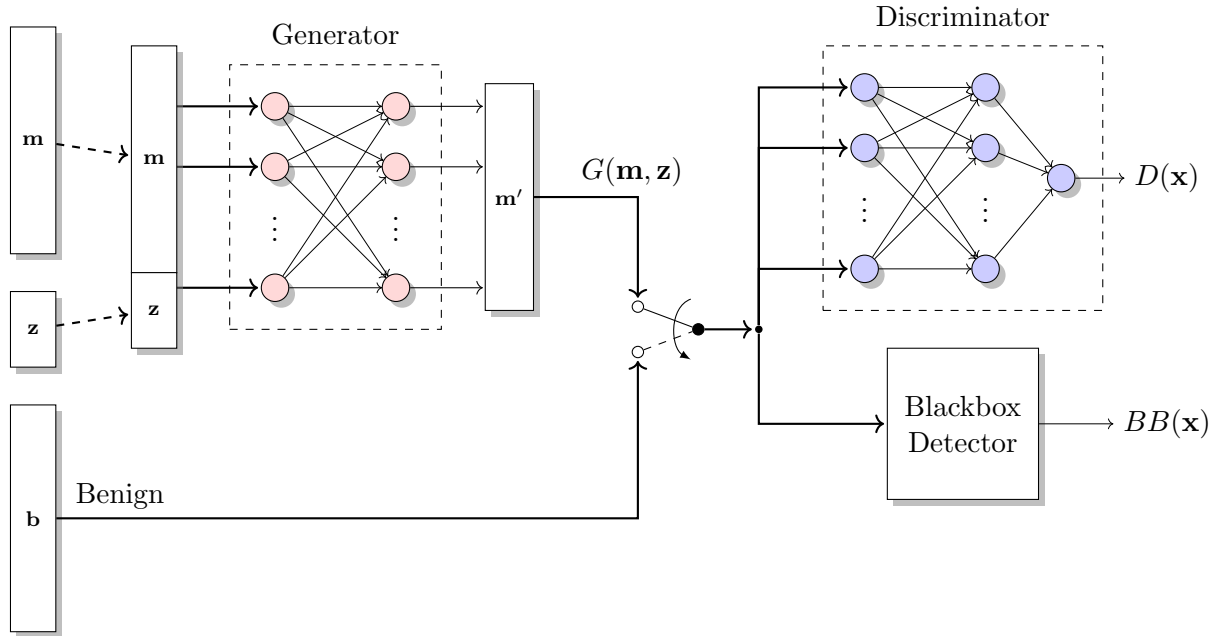 Generator
Discriminator
m
m
z
z
m′
G(m, z)
D(x)
Blackbox
Detector
BB(x)
Benign
b